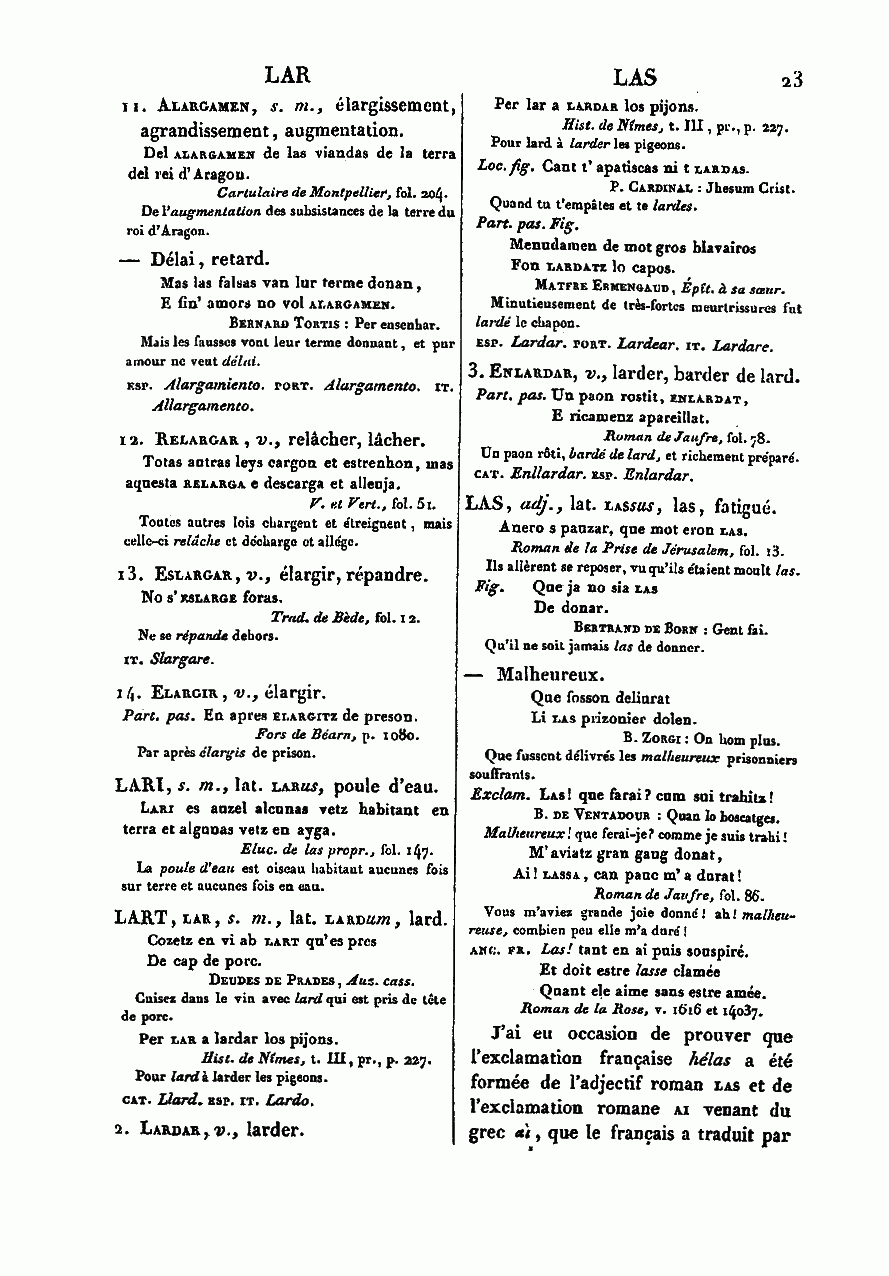 LAR
LAS
23
11. ALARGAMEN, s. m., élargissement,
agrandissement, augmentation.
Del ALARGAMEN de las viandas de la terra
del rei d'Aragon.
Cartulaire de Montpellier, fol. 204.
De l'augmentation des subsistances de la terre du
roi d'Aragon.
— Délai, retard.
Mas las falsas van lur terme donan,
E fin' amors no vol ALARGAMEN.
BERNARD TORTIS : Per ensenhar.
Mais les fausses vont leur terme donnant, et pur
amour ne veut délai.
ESP. Alargamiento. PORT. Alargamento. IT.
Allargamento.
12. RELARGAR, v., relâcher, lâcher.
Totas autras leys cargon et estrenhon, mas
aquesta RELARGA e descarga et alleuja.
V. et Vert., fol. 51.
Toutes autres lois chargent et étreignent, mais
celle-ci relâche et décharge et allége.
13. ESLARGAR, v., élargir, répandre.
No s'ESLARGE foras.
Trad. de Bède, fol. 12.
Ne se répande dehors.
IT. Slargare.
14. ELARGIR, v., élargir.
Part. pas. En apres ELARGITZ de preson.
Fors de Béarn, p. 1080.
Par après élargis de prison.
LARI, s. m., lat. LARUS, poule d'eau.
LARI es auzel alcunas vetz habitant en
terra et algunas vetz en ayga.
Eluc. de las propr., fol. 147.
La poule d'eau est oiseau habitant aucunes fois
sur terre et aucunes fois en eau.
LART, LAR, s. m., lat. LARDum, lard.
Cozetz en vi ab LART qu'es pres
De cap de porc.
DEUDES DE PRADES, Auz. cass.
Cuisez dans le vin avec lard qui est pris de tête
de porc.
Per LAR a lardar los pijons.
Hist. de Nîmes, t. III, pr., p. 227.
Pour lard à larder les pigeons.
CAT. Llard. ESP. IT. Lardo.
2. LARDAR, v., larder.
Per lar a LARDAR los pijons.
Hist. de Nîmes, t. III, pr., p. 227.
Pour lard à larder les pigeons.
Loc. fig. Cant t'apatiscas ni t LARDAS.
P. CARDINAL : Jhesum Crist.
Quand tu t'empâtes et te lardes.
Part. pas. Fig.
Menudamen de mot gros blavairos
Fon LARDATZ lo capos.
MATFRE ERMENGAUD, Épît. à sa sœur.
Minutieusement de très-fortes meurtrissures fut
lardé le chapon.
ESP. Lardar. PORT. Lardear. IT. Lardare.
3. ENLARDAR, v., larder, barder de lard.
Part. pas. Un paon rostit, ENLARDAT,
E ricamenz apareillat.
Roman de Jaufre, fol. 78.
Un paon rôti, bardé de lard, et richement préparé.
CAT. Enllardar. ESP. Enlardar.
LAS, adj., lat. LASsus, las, fatigué.
Anero s pauzar, que mot eron LAS.
Roman de la Prise de Jérusalem, fol. 13.
Ils allèrent se reposer, vu qu'ils étaient moult las.
Fig. Que ja no sia LAS
De donar.
BERTRAND DE BORN : Gent fai.
Qu'il ne soit jamais las de donner.
— Malheureux.
Que fosson deliurat
Li LAS prizonier dolen.
B. ZORGI : On hom plus.
Que fussent délivrés les malheureux prisonniers
souffrants.
Exclam. LAS! que farai? cum sui trahitz!
B. DE VENTADOUR : Quan lo boscatges.
Malheureux! que ferai-je? comme je suis trahi!
M'aviatz gran gaug donat,
Ai! LASSA, can pauc m'a durat!
Roman de Jaufre, fol. 86.
Vous m'aviez grande joie donné! ah! malheu-
reuse, combien peu elle m'a duré!
ANC. FR. Las! tant en ai puis souspiré.
Et doit estre lasse clamée
Quant ele aime sans estre amée.
Roman de la Rose, v. 1616 et 14037.
J'ai eu occasion de prouver que
l'exclamation française hélas a été
formée de l'adjectif roman LAS et de
l'exclamation romane AI venant du
grec αἲ, que le français a traduit par